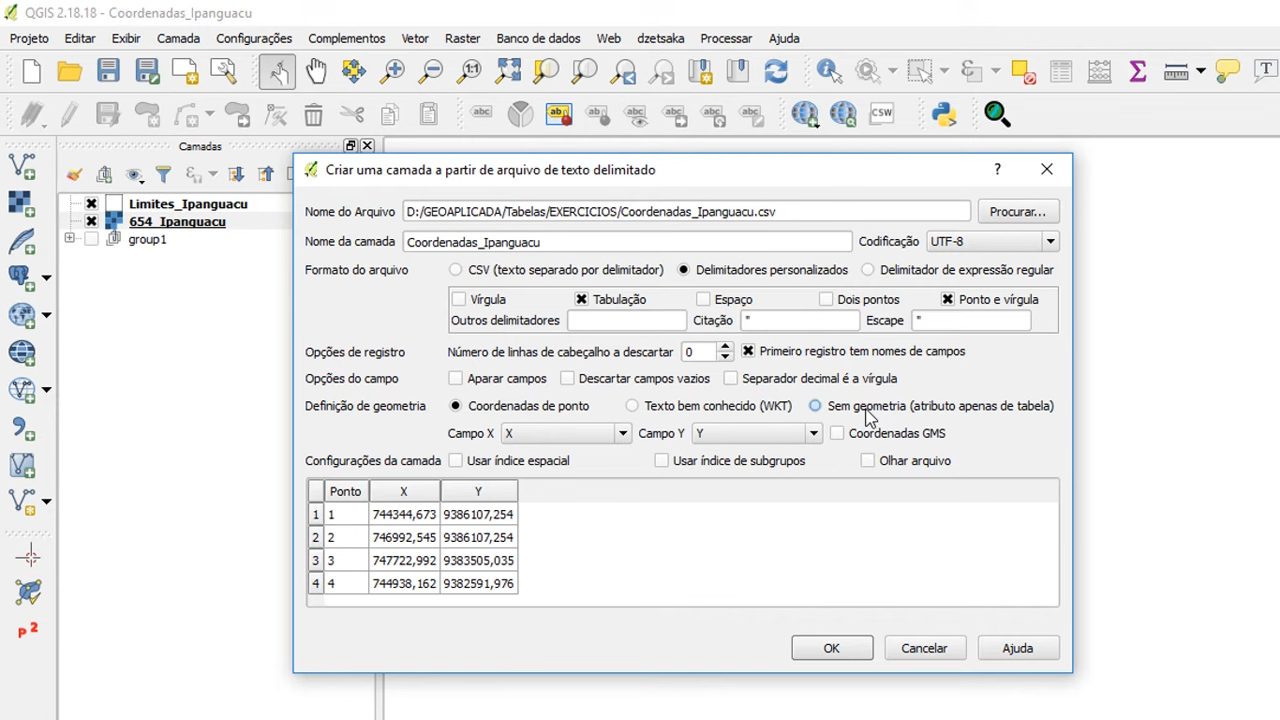 QGIS 2.18.18 - Coordenadas_Ipanguacu
Projeto Editar Exibir Camada Configurações Complementos Vetor Raster Banco de dados Web dzetsaka Processar Ajuda
abc ab abc abc abc abc abc CSW
Camadas
Limites_Ipanguacu
654_Ipanguacu
group1
Criar uma camada a partir de arquivo de texto delimitado ?
Nome do Arquivo D:/GEOAPLICADA/Tabelas/EXERCICIOS/Coordenadas_Ipanguacu.csv Procurar...
Nome da camada Coordenadas_Ipanguacu Codificação UTF-8
Formato do arquivo CSV (texto separado por delimitador) Delimitadores personalizados Delimitador de expressão regular
Vírgula Tabulação Espaço Dois pontos Ponto e vírgula
Outros delimitadores Citação " Escape "
Opções de registro Número de linhas de cabeçalho a descartar 0 Primeiro registro tem nomes de campos
Opções do campo Aparar campos Descartar campos vazios Separador decimal é a vírgula
Definição de geometria Coordenadas de ponto Texto bem conhecido (WKT) Sem geometria (atributo apenas de tabela)
Campo X X Campo Y Y Coordenadas GMS
Configurações da camada Usar índice espacial Usar índice de subgrupos Olhar arquivo
Ponto X Y
1 1 744344,673 9386107,254
2 2 746992,545 9386107,254
3 3 747722,992 9383505,035
4 4 744938,162 9382591,976
OK Cancelar Ajuda
P2